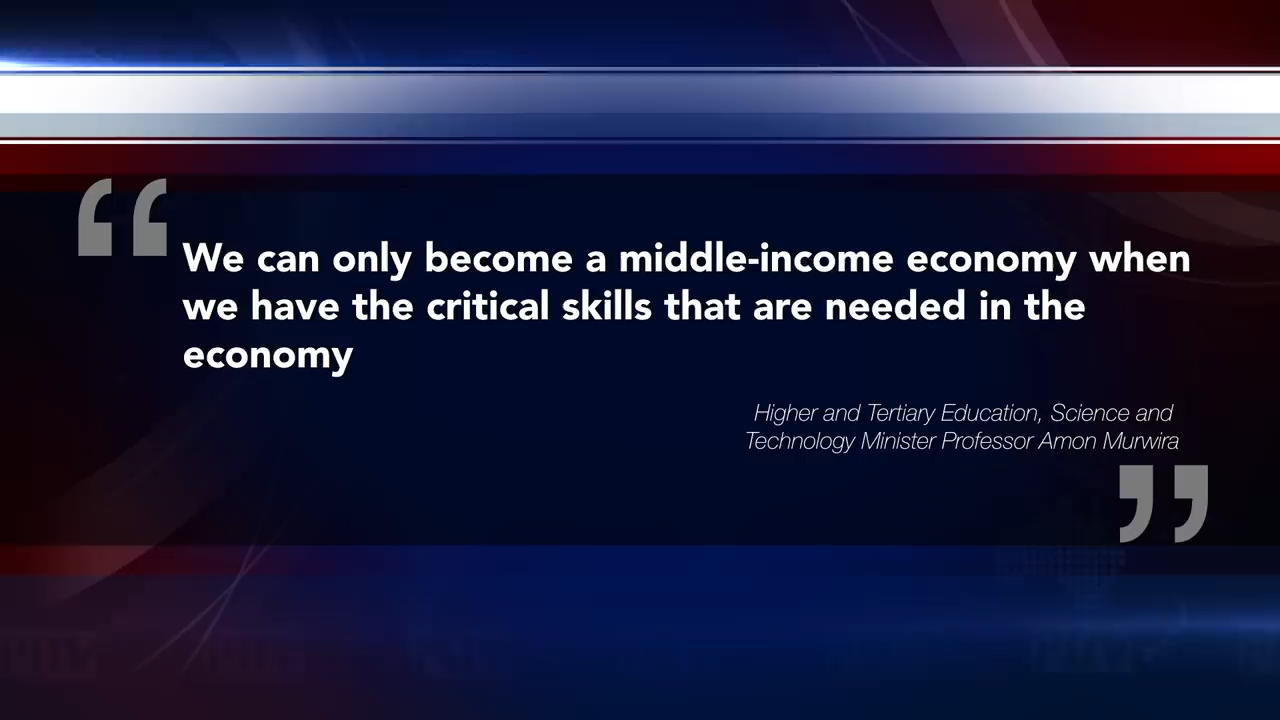 “
We can only become a middle-income economy when
we have the critical skills that are needed in the
economy
Higher and Tertiary Education, Science and
Technology Minister Professor Amon Murwira
”